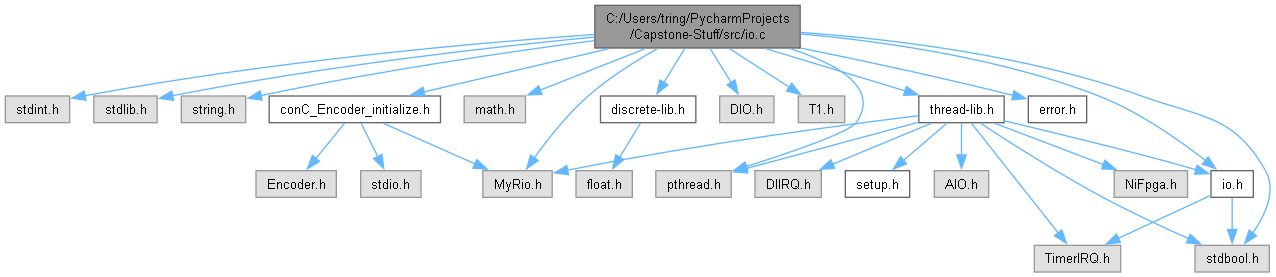 C:/Users/tring/PycharmProjects
/Capstone-Stuff/src/io.c
stdint.h
stdlib.h
string.h
conC_Encoder_initialize.h
math.h
discrete-lib.h
DIO.h
T1.h
thread-lib.h
error.h
Encoder.h
stdio.h
MyRio.h
float.h
pthread.h
DIIRQ.h
setup.h
AIO.h
NiFpga.h
io.h
TimerIRQ.h
stdbool.h